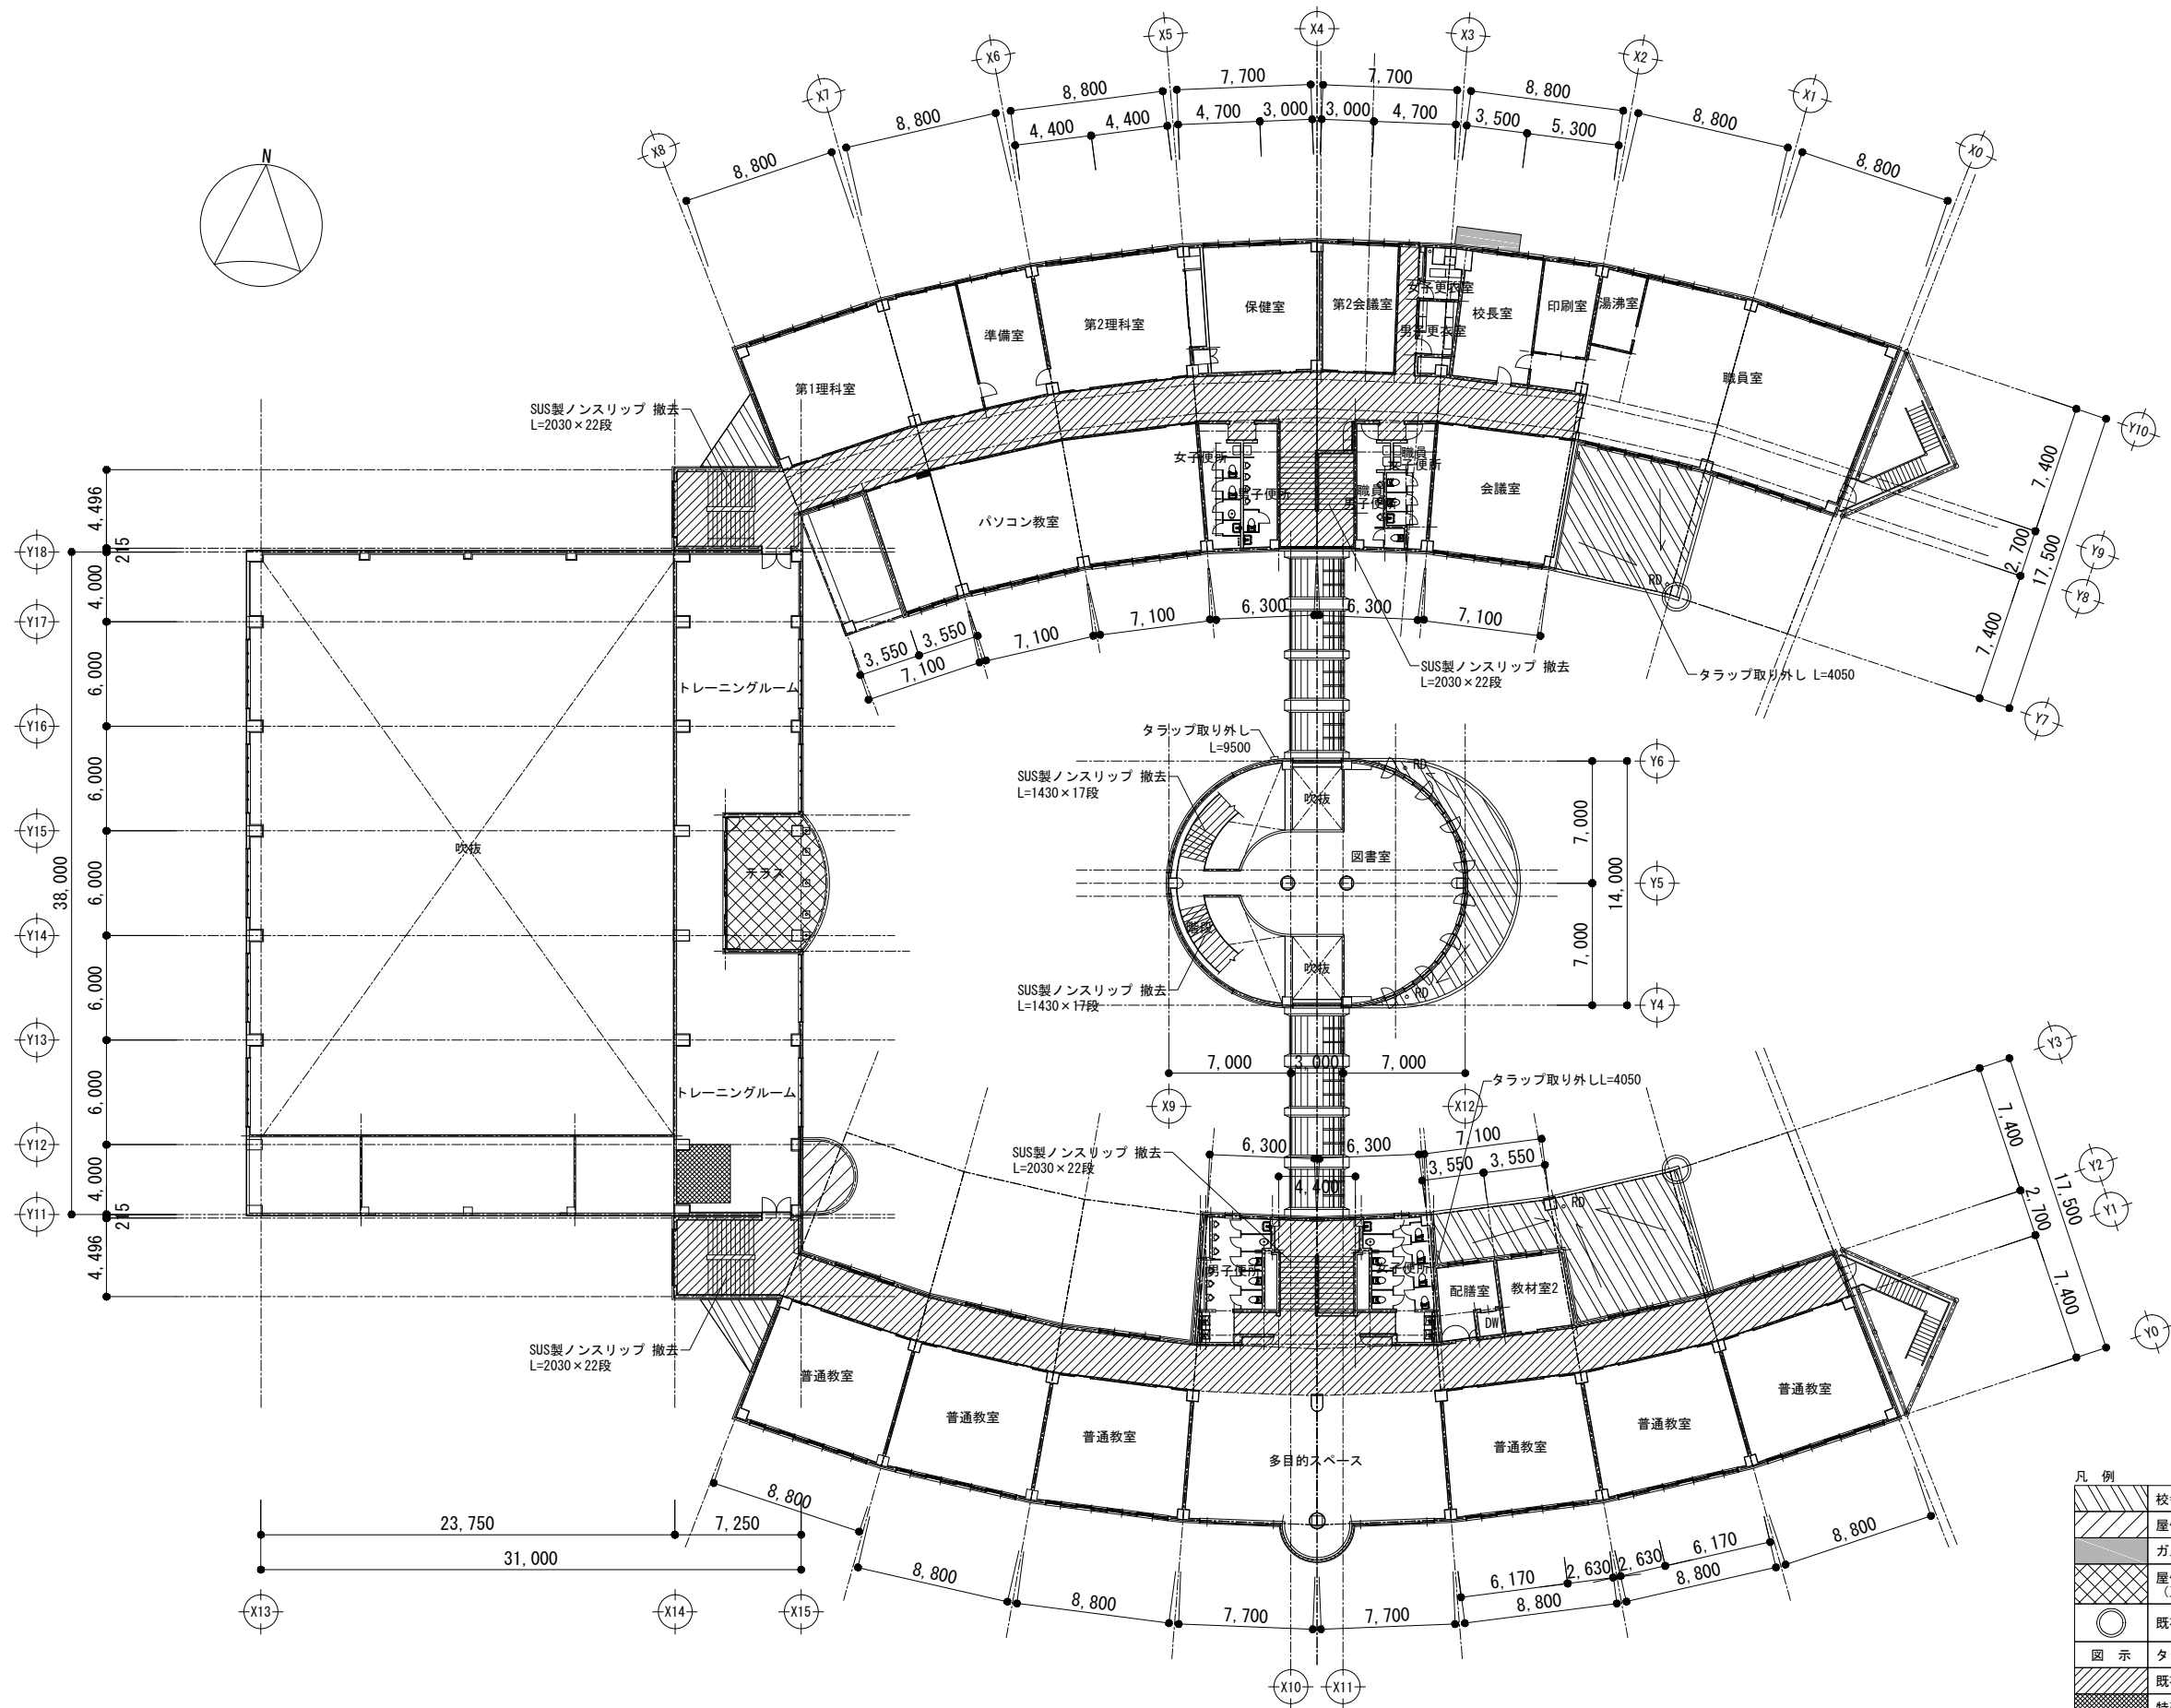 X4
X5
X3
X6
X2
X7
X1
X8
X0
7,700
7,700
8,800
8,800
8,800
8,800
8,800
8,800
4,400
4,400
4,700
3,000
3,000
4,700
3,500
5,300
N
保健室
第2会議室
女子更衣室
校長室
印刷室
湯沸室
第2理科室
準備室
男子更衣室
第1理科室
職員室
SUS製ノンスリップ 撤去
L=2030×22段
女子便所
男子便所
職員
女子便所
職員
男子便所
会議室
パソコン教室
Y10
Y9
Y8
Y7
7,400
2,700
17,500
7,400
RD
4,496
215
Y18
4,000
Y17
6,000
Y16
6,000
Y15
6,000
38,000
Y14
6,000
Y13
6,000
Y12
4,000
Y11
215
4,496
3,550
3,550
7,100
7,100
7,100
6,300
6,300
7,100
SUS製ノンスリップ 撤去
L=2030×22段
タラップ取り外し L=4050
トレーニングルーム
タラップ取り外し
L=9500
SUS製ノンスリップ 撤去
L=1430×17段
吹抜
RD
Y6
7,000
14,000
吹抜
テラス
図書室
Y5
階段
7,000
吹抜
RD
SUS製ノンスリップ 撤去
L=1430×17段
Y4
7,000
3,000
7,000
X9
X12
トレーニングルーム
タラップ取り外しL=4050
Y3
7,400
17,500
Y2
2,700
Y1
7,400
Y0
SUS製ノンスリップ 撤去
L=2030×22段
6,300
6,300
7,100
3,550
3,550
4,400
RD
男子便所
女子便所
配膳室
教材室2
DW
SUS製ノンスリップ 撤去
L=2030×22段
普通教室
普通教室
普通教室
多目的スペース
普通教室
普通教室
普通教室
8,800
8,800
8,800
7,700
7,700
6,170
2,630
2,630
6,170
8,800
8,800
8,800
23,750
7,250
31,000
X13
X14
X15
X10
X11
凡 例
図 示
タ
既